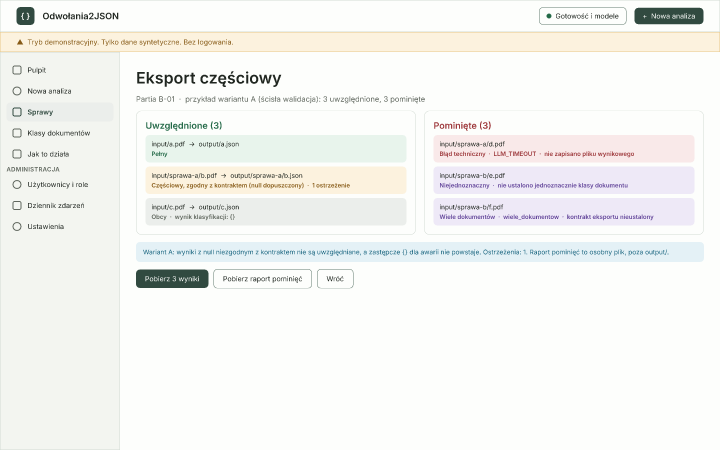 { } Odwołania2JSON
Gotowość i modele
+ Nowa analiza
▲ Tryb demonstracyjny. Tylko dane syntetyczne. Bez logowania.
Pulpit
Nowa analiza
Sprawy
Klasy dokumentów
Jak to działa
ADMINISTRACJA
Użytkownicy i role
Dziennik zdarzeń
Ustawienia
Eksport częściowy
Partia B-01 · przykład wariantu A (ścisła walidacja): 3 uwzględnione, 3 pominięte
Uwzględnione (3)
input/a.pdf → output/a.json
Pełny
input/sprawa-a/b.pdf → output/sprawa-a/b.json
Częściowy, zgodny z kontraktem (null dopuszczony) · 1 ostrzeżenie
input/c.pdf → output/c.json
Obcy · wynik klasyfikacji: {}
Pominięte (3)
input/sprawa-a/d.pdf
Błąd techniczny · LLM_TIMEOUT · nie zapisano pliku wynikowego
input/sprawa-b/e.pdf
Niejednoznaczny · nie ustalono jednoznacznie klasy dokumentu
input/sprawa-b/f.pdf
Wiele dokumentów · wiele_dokumentow · kontrakt eksportu nieustalony
Wariant A: wyniki z null niezgodnym z kontraktem nie są uwzględniane, a zastępcze {} dla awarii nie powstaje. Ostrzeżenia: 1. Raport pominięć to osobny plik, poza output/.
Pobierz 3 wyniki
Pobierz raport pominięć
Wróć